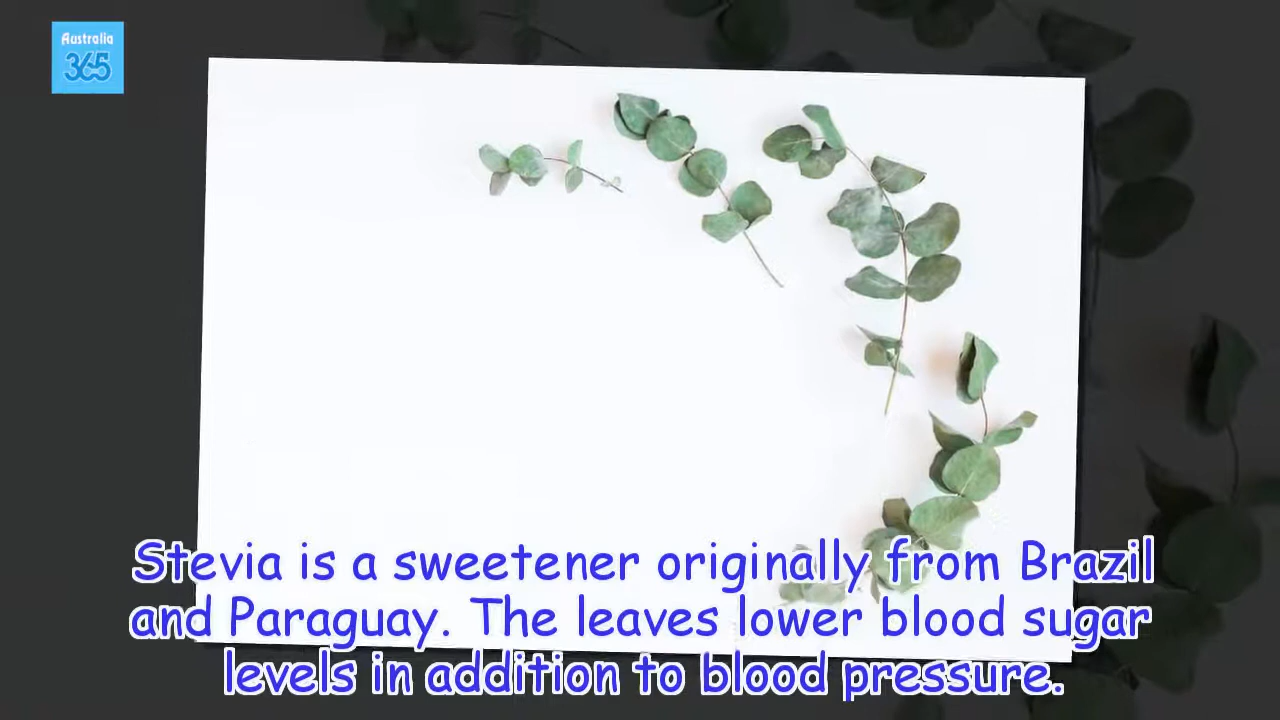 Australia
365
Stevia is a sweetener originally from Brazil
and Paraguay. The leaves lower blood sugar
levels in addition to blood pressure.